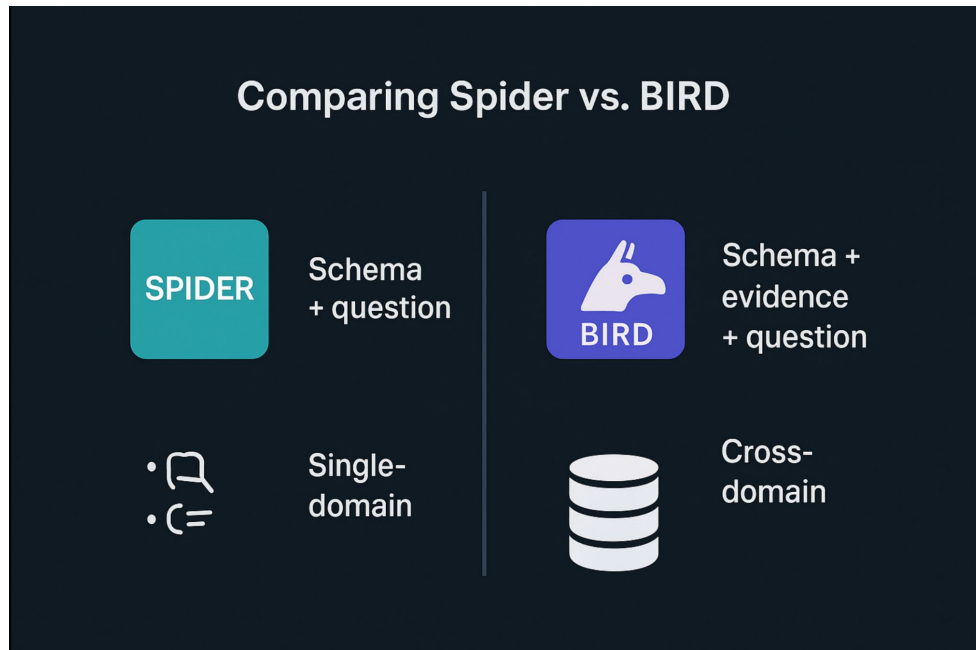 Comparing Spider vs. BIRD
SPIDER
Schema
+ question
BIRD
Schema +
evidence
+ question
Single-
domain
Cross-
domain